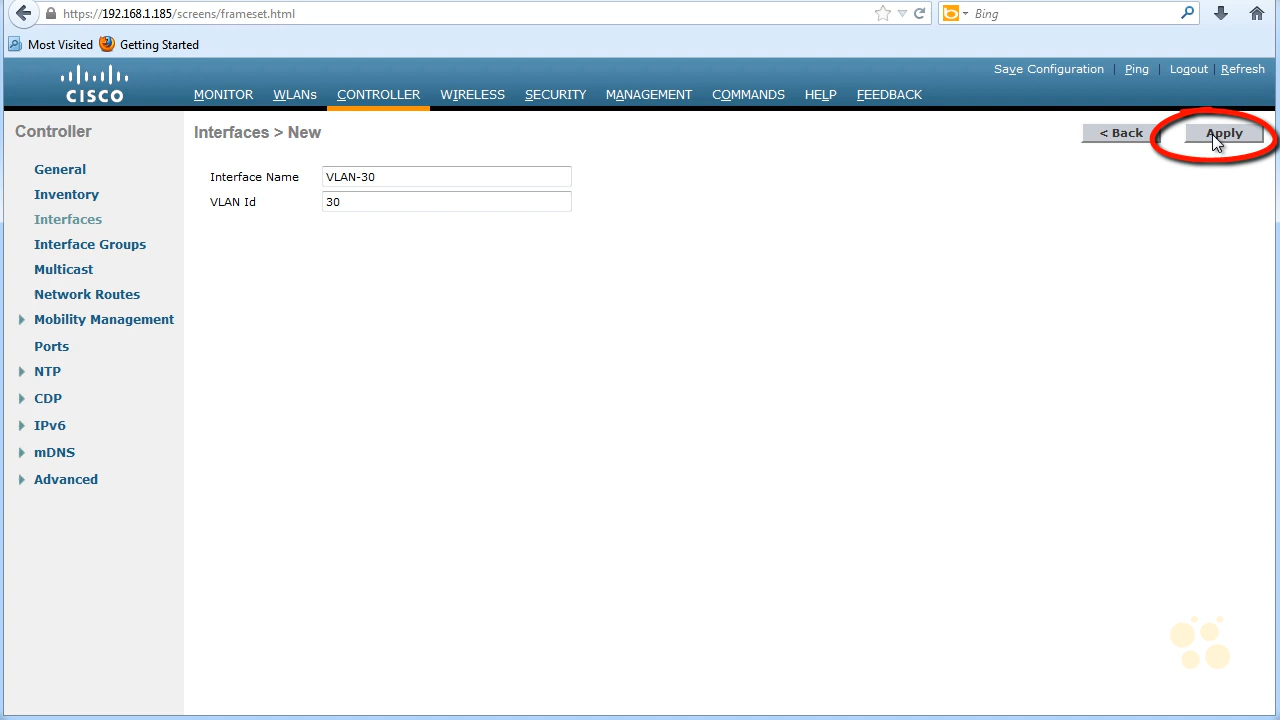 https://192.168.1.185/screens/frameset.html
Bing
Most Visited
Getting Started
Save Configuration | Ping | Logout | Refresh
CISCO
MONITOR WLANs CONTROLLER WIRELESS SECURITY MANAGEMENT COMMANDS HELP FEEDBACK
Controller
General
Inventory
Interfaces
Interface Groups
Multicast
Network Routes
Mobility Management
Ports
NTP
CDP
IPv6
mDNS
Advanced
Interfaces > New
< Back
Apply
Interface Name VLAN-30
VLAN Id 30